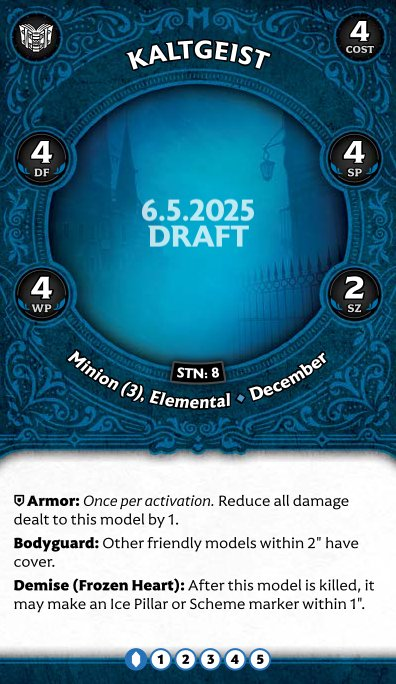 KALTGEIST
4
COST
4
DF
4
SP
6.5.2025
DRAFT
4
WP
2
SZ
STN: 8
Minion (3), Elemental ♦ December
Armor: Once per activation. Reduce all damage
dealt to this model by 1.
Bodyguard: Other friendly models within 2" have
cover.
Demise (Frozen Heart): After this model is killed, it
may make an Ice Pillar or Scheme marker within 1".
1 2 3 4 5